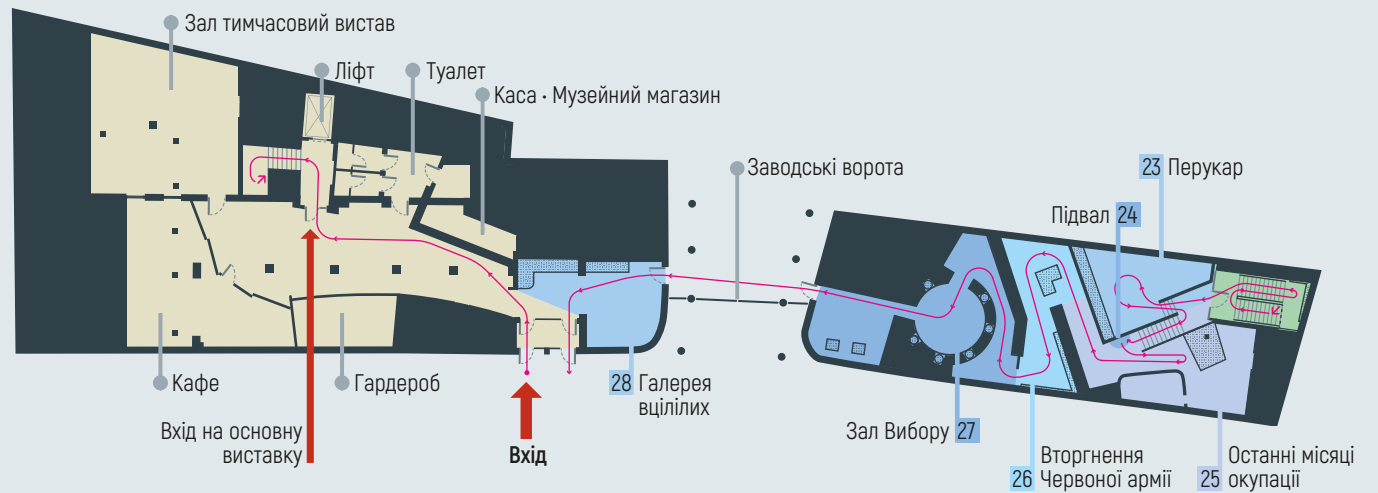 Зал тимчасовий вистав
Ліфт
Туалет
Каса · Музейний магазин
Заводські ворота
23 Перукар
Підвал 24
Кафе
Гардероб
28 Галерея
вцілілих
Вхід на основну
виставку
Вхід
Зал Вибору 27
Вторгнення
26 Червоної армії
Останні місяці
25 окупації